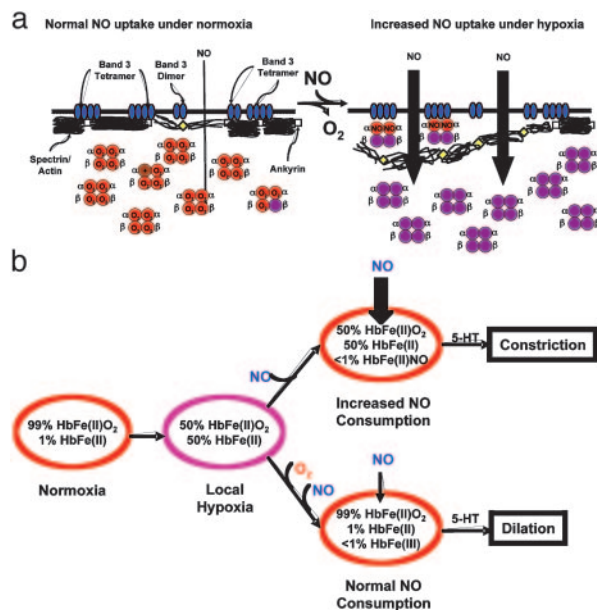 a
Normal NO uptake under normoxia
Increased NO uptake under hypoxia
Band 3 Tetramer
Band 3 Dimer
NO
Band 3 Tetramer
NO
O₂
NO
NO
Spectrin/
Actin
Ankyrin
NO NO
NO NO
α α
β β
b
NO
50% HbFe(II)O₂
50% HbFe(II)
<1% HbFe(II)NO
5-HT
Constriction
Increased NO
Consumption
NO
99% HbFe(II)O₂
1% HbFe(II)
50% HbFe(II)O₂
50% HbFe(II)
Normoxia
Local
Hypoxia
O₂
NO
NO
99% HbFe(II)O₂
1% HbFe(II)
<1% HbFe(III)
5-HT
Dilation
Normal NO
Consumption